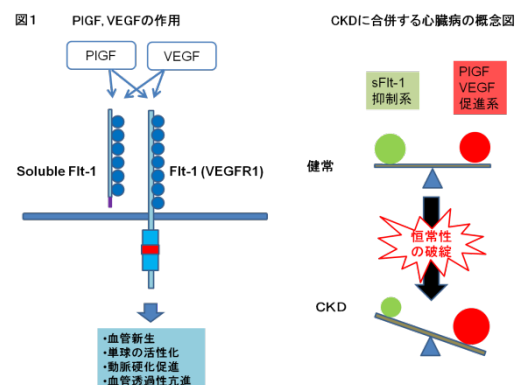 図1 PlGF, VEGFの作用
PlGF
VEGF
Soluble Flt-1
Flt-1 (VEGFR1)
・血管新生
・単球の活性化
・動脈硬化促進
・血管透過性亢進
CKDに合併する心臓病の概念図
sFlt-1
抑制系
PlGF
VEGF
促進系
健常
恒常性
の破綻
CKD